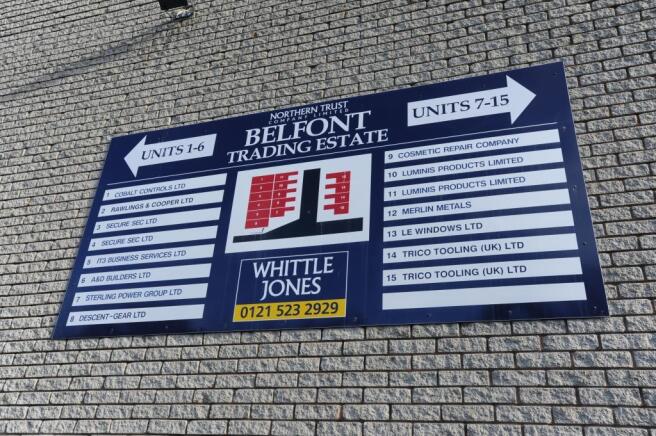 NORTHERN TRUST
COMPANY LIMITED
BELFONT
TRADING ESTATE
UNITS 1-6
UNITS 7-15
1 COBALT CONTROLS LTD
2 RAWLINGS & COOPER LTD
3 SECURE SEC LTD
4 SECURE SEC LTD
5 IT3 BUSINESS SERVICES LTD
6 A&D BUILDERS LTD
7 STERLING POWER GROUP LTD
8 DESCENT-GEAR LTD
9 COSMETIC REPAIR COMPANY
10 LUMINIS PRODUCTS LIMITED
11 LUMINIS PRODUCTS LIMITED
12 MERLIN METALS
13 LE WINDOWS LTD
14 TRICO TOOLING (UK) LTD
15 TRICO TOOLING (UK) LTD
WHITTLE
JONES
0121 523 2929